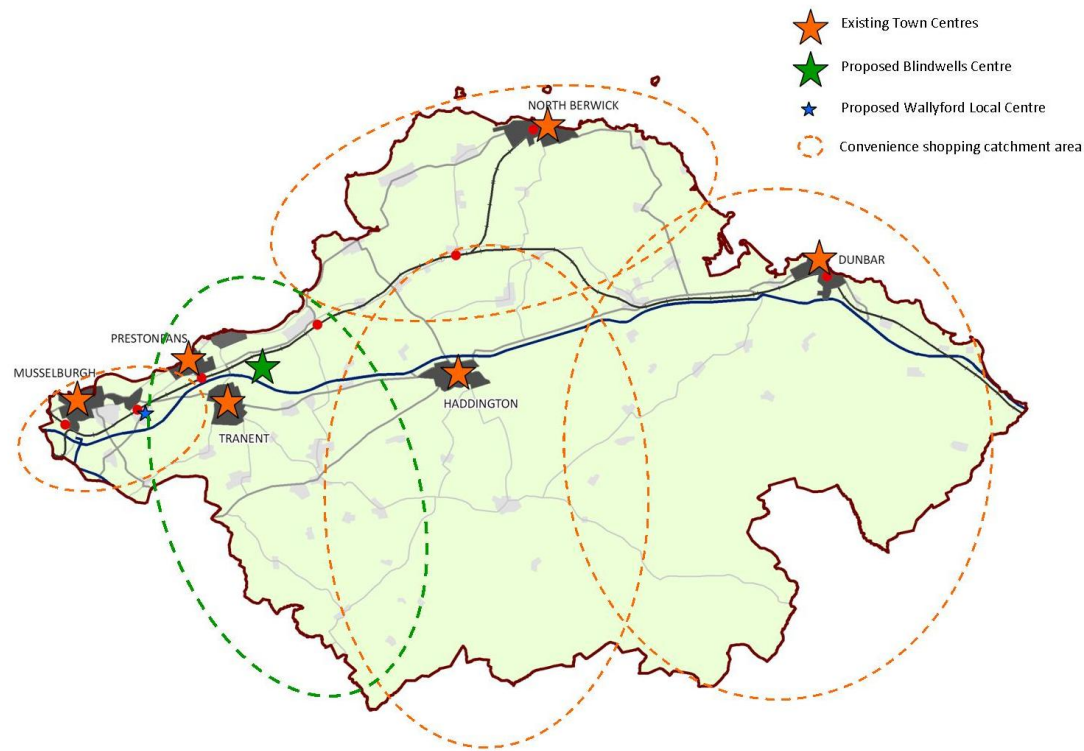 Existing Town Centres
Proposed Blindwells Centre
Proposed Wallyford Local Centre
Convenience shopping catchment area
NORTH BERWICK
DUNBAR
PRESTONPANS
MUSSELBURGH
HADDINGTON
TRANENT